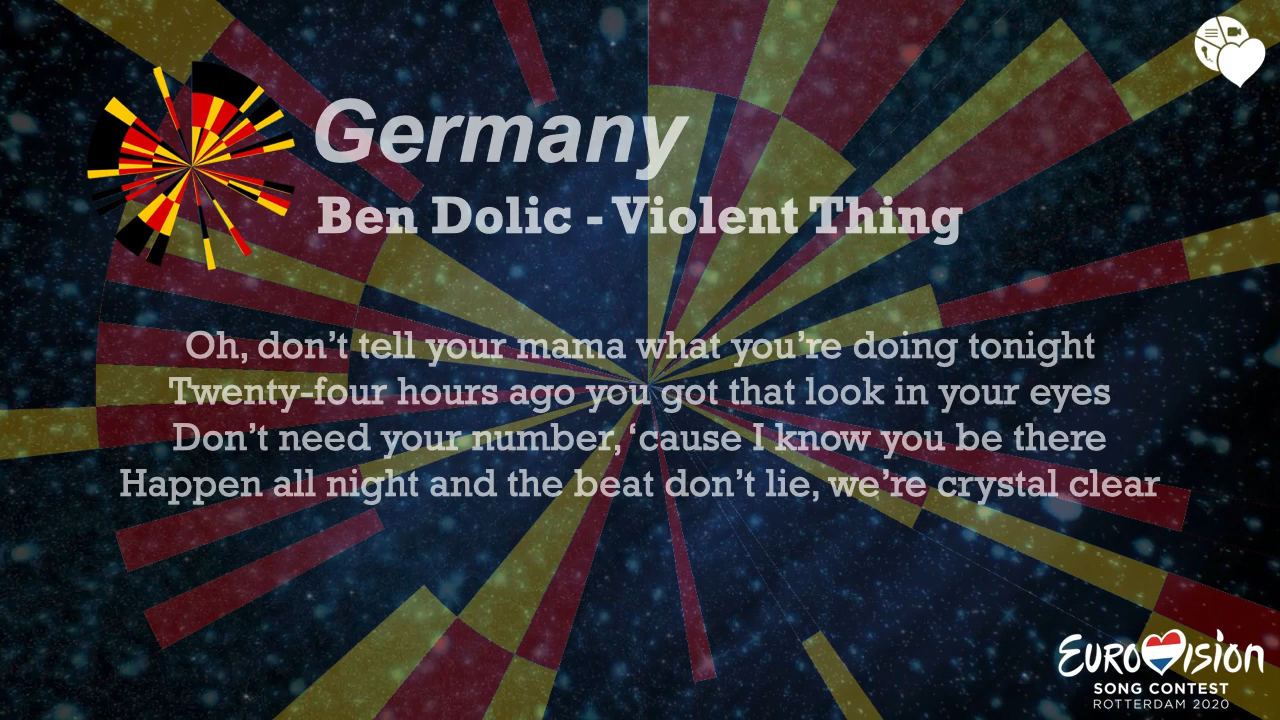 Germany
Ben Dolic - Violent Thing
Oh, don’t tell your mama what you’re doing tonight
Twenty-four hours ago you got that look in your eyes
Don’t need your number, ‘cause I know you be there
Happen all night and the beat don’t lie, we’re crystal clear
EUROVISION
SONG CONTEST
ROTTERDAM 2020